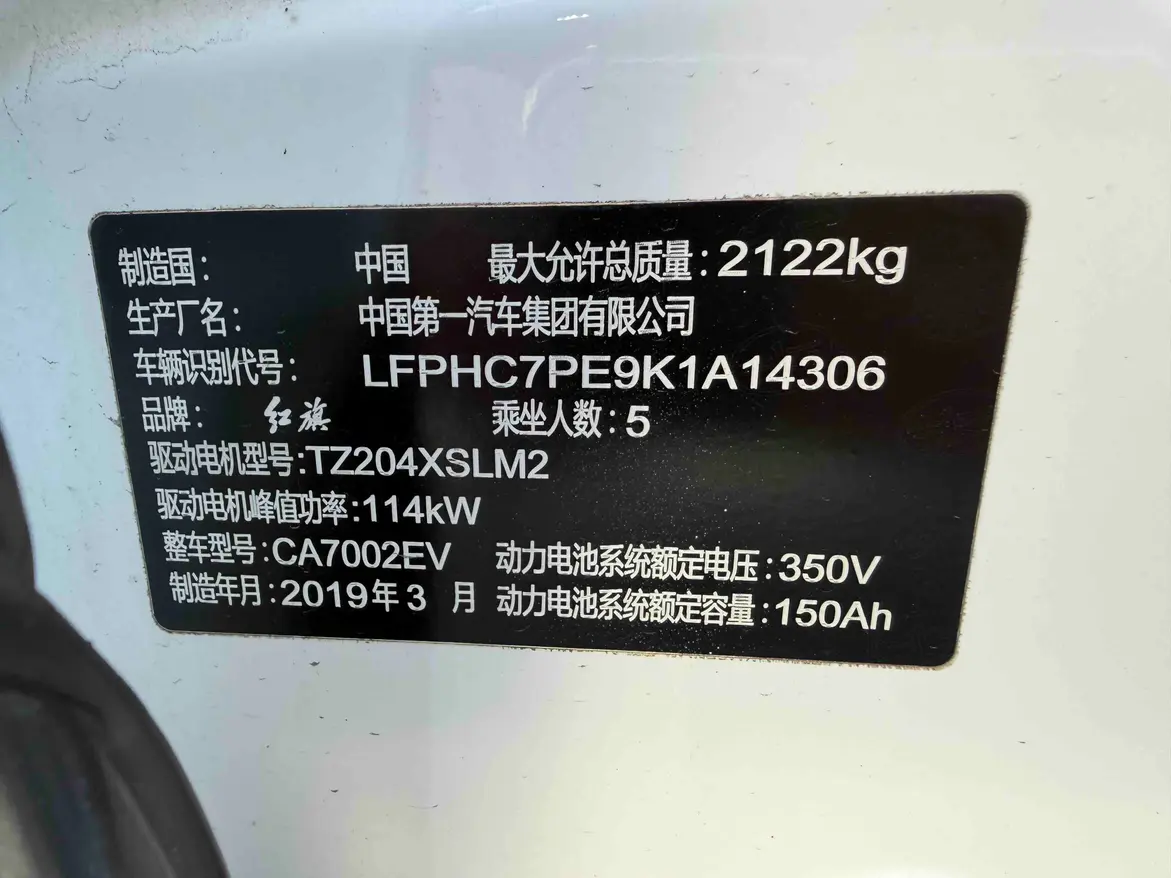 制造国： 中国 最大允许总质量：2122kg
生产厂名： 中国第一汽车集团有限公司
车辆识别代号： LFPHC7PE9K1A14306
品牌： 红旗 乘坐人数：5
驱动电机型号：TZ204XSLM2
驱动电机峰值功率：114kW
整车型号：CA7002EV 动力电池系统额定电压：350V
制造年月：2019年3 月 动力电池系统额定容量：150Ah